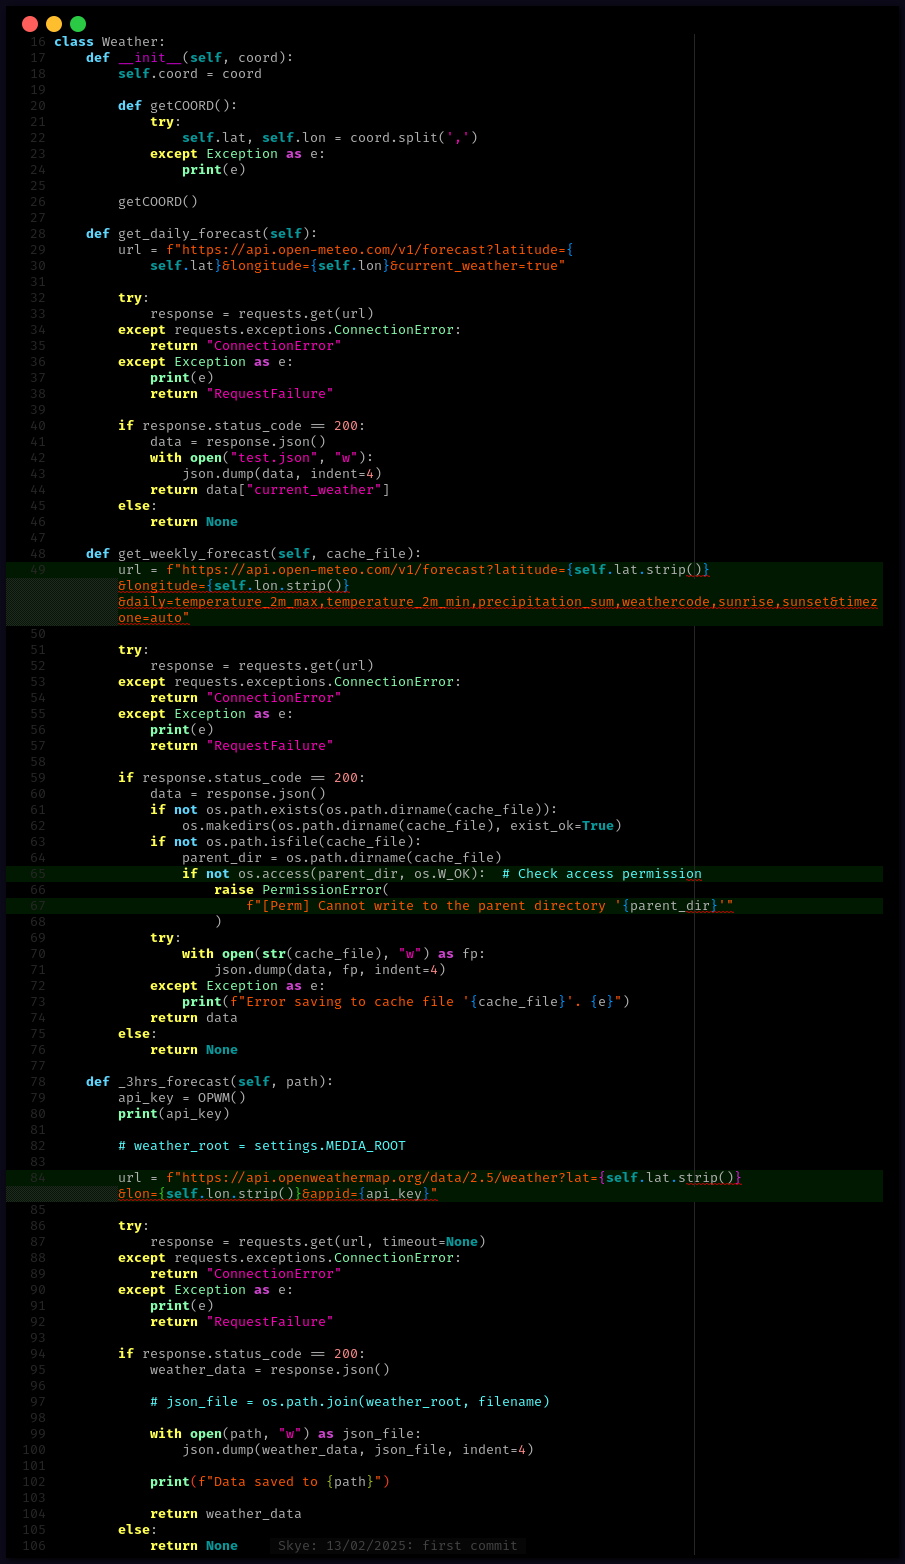 16 class Weather:
17     def __init__(self, coord):
18         self.coord = coord
19
20         def getCOORD():
21             try:
22                 self.lat, self.lon = coord.split(',')
23             except Exception as e:
24                 print(e)
25
26         getCOORD()
27
28     def get_daily_forecast(self):
29         url = f"https://api.open-meteo.com/v1/forecast?latitude={
30             self.lat}&longitude={self.lon}&current_weather=true"
31
32         try:
33             response = requests.get(url)
34         except requests.exceptions.ConnectionError:
35             return "ConnectionError"
36         except Exception as e:
37             print(e)
38             return "RequestFailure"
39
40         if response.status_code == 200:
41             data = response.json()
42             with open("test.json", "w"):
43                 json.dump(data, indent=4)
44             return data["current_weather"]
45         else:
46             return None
47
48     def get_weekly_forecast(self, cache_file):
49         url = f"https://api.open-meteo.com/v1/forecast?latitude={self.lat.strip()}
        &longitude={self.lon.strip()}
        &daily=temperature_2m_max,temperature_2m_min,precipitation_sum,weathercode,sunrise,sunset&timez
        one=auto"
50
51         try:
52             response = requests.get(url)
53         except requests.exceptions.ConnectionError:
54             return "ConnectionError"
55         except Exception as e:
56             print(e)
57             return "RequestFailure"
58
59         if response.status_code == 200:
60             data = response.json()
61             if not os.path.exists(os.path.dirname(cache_file)):
62                 os.makedirs(os.path.dirname(cache_file), exist_ok=True)
63             if not os.path.isfile(cache_file):
64                 parent_dir = os.path.dirname(cache_file)
65                 if not os.access(parent_dir, os.W_OK):  # Check access permission
66                     raise PermissionError(
67                         f"[Perm] Cannot write to the parent directory '{parent_dir}'"
68                     )
69             try:
70                 with open(str(cache_file), "w") as fp:
71                     json.dump(data, fp, indent=4)
72             except Exception as e:
73                 print(f"Error saving to cache file '{cache_file}'. {e}")
74             return data
75         else:
76             return None
77
78     def _3hrs_forecast(self, path):
79         api_key = OPWM()
80         print(api_key)
81
82         # weather_root = settings.MEDIA_ROOT
83
84         url = f"https://api.openweathermap.org/data/2.5/weather?lat={self.lat.strip()}
        &lon={self.lon.strip()}&appid={api_key}"
85
86         try:
87             response = requests.get(url, timeout=None)
88         except requests.exceptions.ConnectionError:
89             return "ConnectionError"
90         except Exception as e:
91             print(e)
92             return "RequestFailure"
93
94         if response.status_code == 200:
95             weather_data = response.json()
96
97             # json_file = os.path.join(weather_root, filename)
98
99             with open(path, "w") as json_file:
100                 json.dump(weather_data, json_file, indent=4)
101
102             print(f"Data saved to {path}")
103
104             return weather_data
105         else:
106             return None    Skye: 13/02/2025: first commit